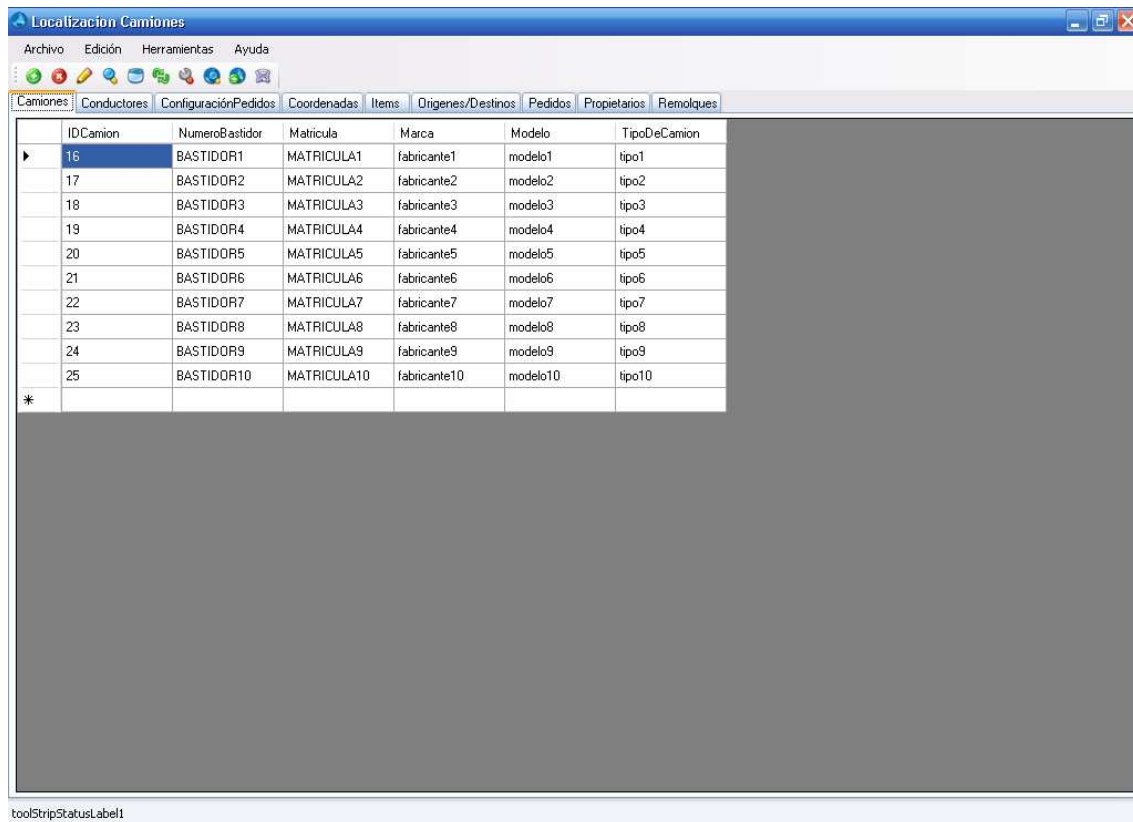 Localizacion Camiones
Archivo Edición Herramientas Ayuda
Camiones Conductores ConfiguraciónPedidos Coordenadas Items Origenes/Destinos Pedidos Propietarios Remolques
IDCamion NumeroBastidor Matricula Marca Modelo TipoDeCamion
16 BASTIDOR1 MATRICULA1 fabricante1 modelo1 tipo1
17 BASTIDOR2 MATRICULA2 fabricante2 modelo2 tipo2
18 BASTIDOR3 MATRICULA3 fabricante3 modelo3 tipo3
19 BASTIDOR4 MATRICULA4 fabricante4 modelo4 tipo4
20 BASTIDOR5 MATRICULA5 fabricante5 modelo5 tipo5
21 BASTIDOR6 MATRICULA6 fabricante6 modelo6 tipo6
22 BASTIDOR7 MATRICULA7 fabricante7 modelo7 tipo7
23 BASTIDOR8 MATRICULA8 fabricante8 modelo8 tipo8
24 BASTIDOR9 MATRICULA9 fabricante9 modelo9 tipo9
25 BASTIDOR10 MATRICULA10 fabricante10 modelo10 tipo10
toolStripStatusLabel1